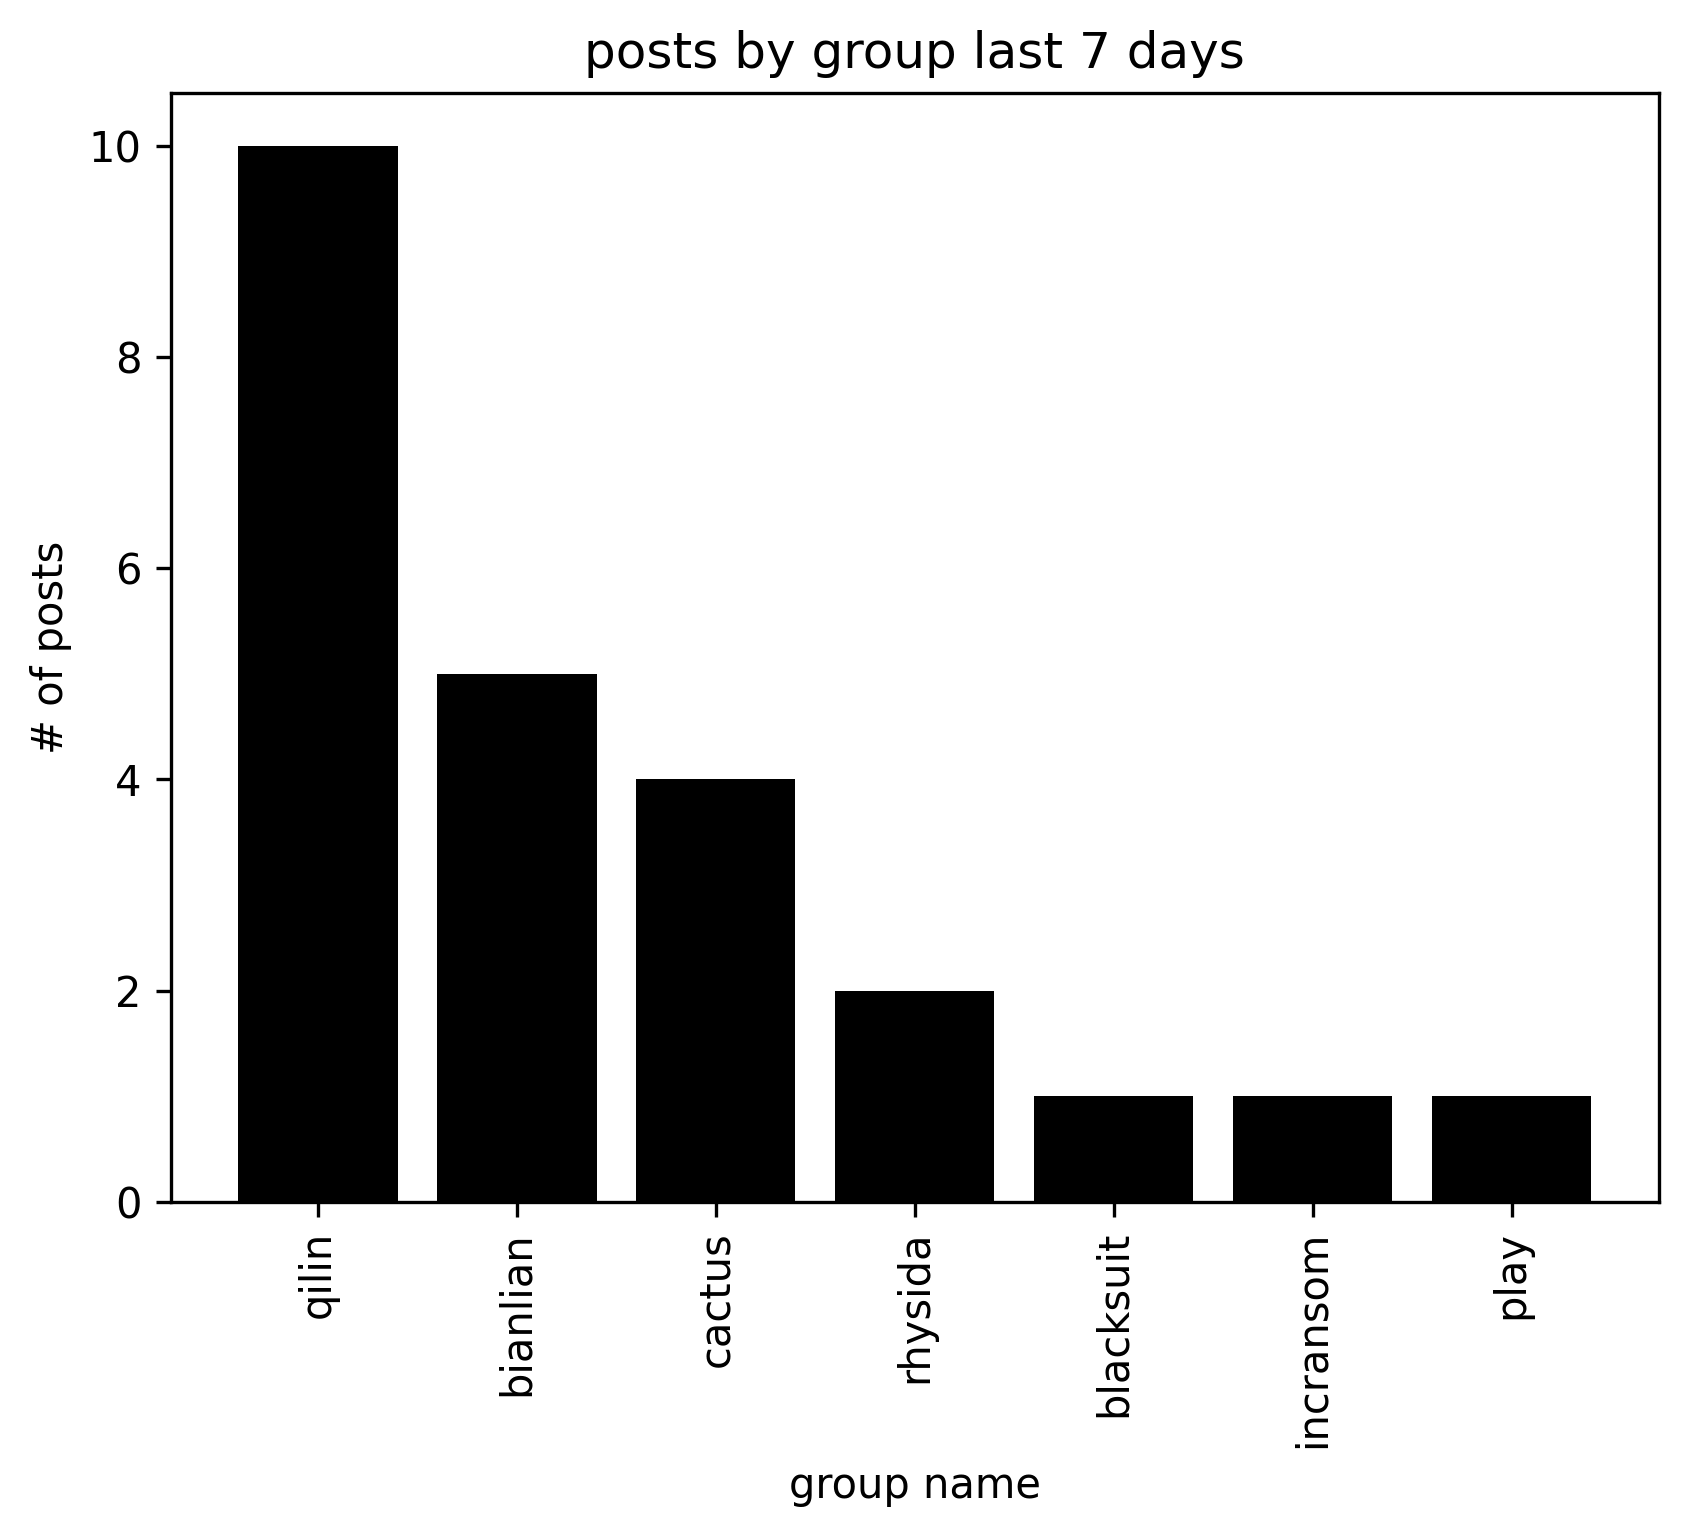 posts by group last 7 days
# of posts
10
8
6
4
2
0
qilin
bianlian
cactus
rhysida
blacksuit
incransom
play
group name